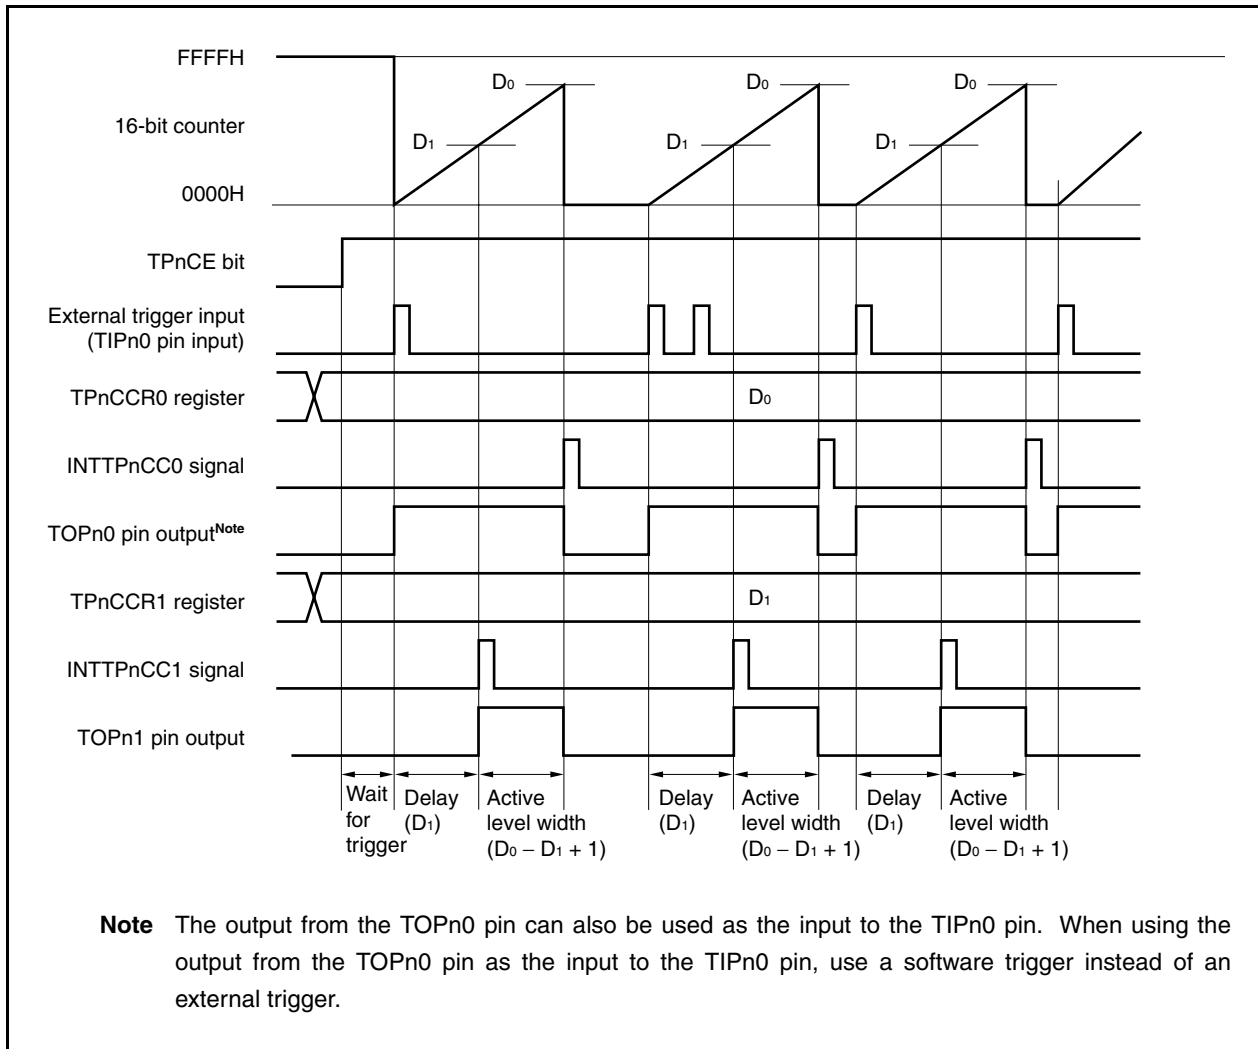 FFFFH
D0 D0 D0
16-bit counter
D1 D1 D1
0000H
TPnCE bit
External trigger input
(TIPn0 pin input)
TPnCCR0 register
D0
INTTPnCC0 signal
TOPn0 pin outputNote
TPnCCR1 register
D1
INTTPnCC1 signal
TOPn1 pin output
Wait
for
trigger
Delay
(D1)
Active
level width
(D0 – D1 + 1)
Delay
(D1)
Active
level width
(D0 – D1 + 1)
Delay
(D1)
Active
level width
(D0 – D1 + 1)
Note The output from the TOPn0 pin can also be used as the input to the TIPn0 pin. When using the
output from the TOPn0 pin as the input to the TIPn0 pin, use a software trigger instead of an
external trigger.